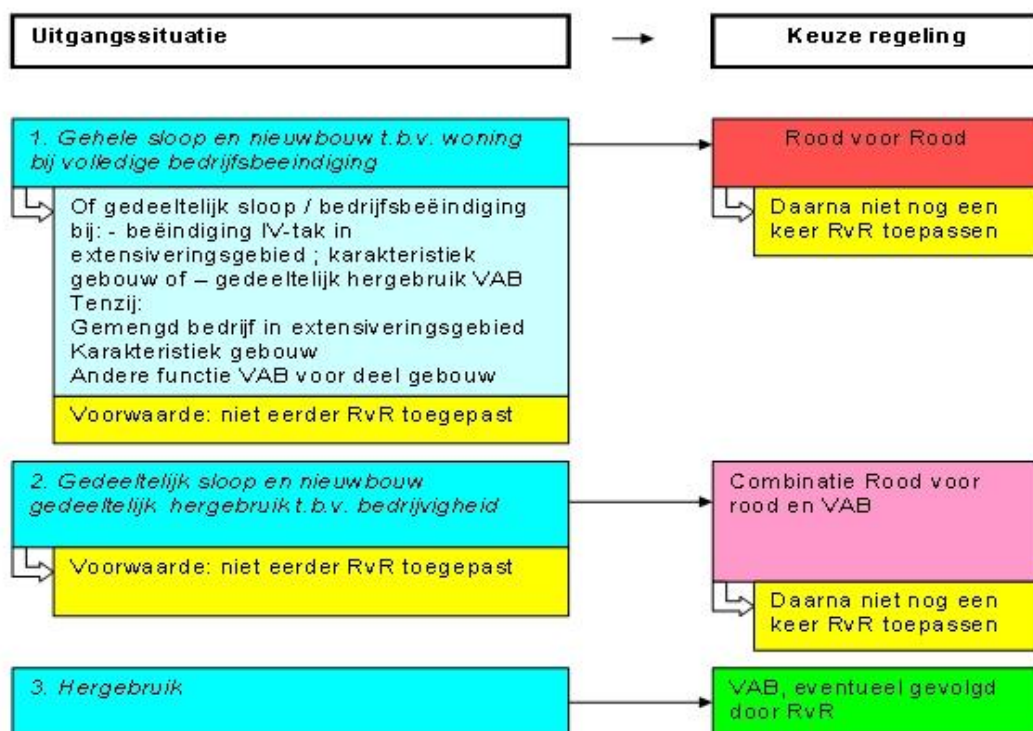 Uitgangssituatie
Keuze regeling
1. Gehele sloop en nieuwbouw t.b.v. woning
bij volledige bedrijfsbeeindiging
Rood voor Rood
Of gedeeltelijk sloop / bedrijfsbeëindiging
bij: - beëindiging IV-tak in
extensiveringsgebied ; karakteristiek
gebouw of – gedeeltelijk hergebruik VAB
Tenzij:
Gemengd bedrijf in extensiveringsgebied
Karakteristiek gebouw
Andere functie VAB voor deel gebouw
Daarna niet nog een
keer RvR toepassen
Voorwaarde: niet eerder RvR toegepast
2. Gedeeltelijk sloop en nieuwbouw
gedeeltelijk hergebruik t.b.v. bedrijvigheid
Combinatie Rood voor
rood en VAB
Voorwaarde: niet eerder RvR toegepast
Daarna niet nog een
keer RvR toepassen
3. Hergebruik
VAB, eventueel gevolgd
door RvR